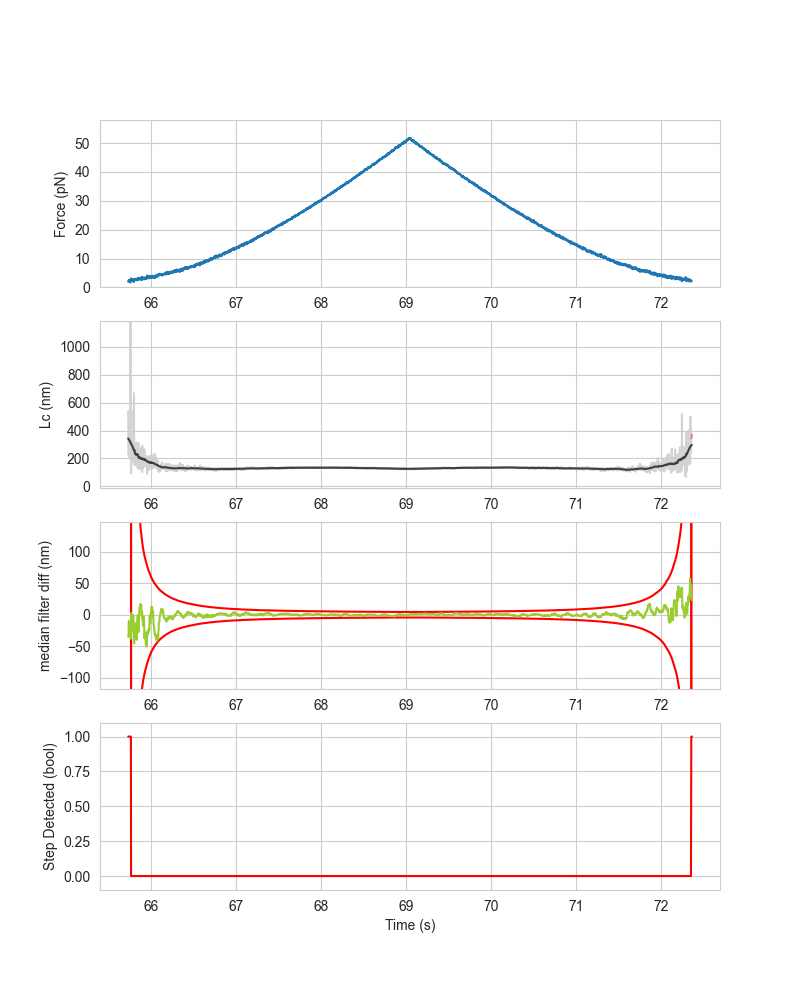 Force (pN)
50
40
30
20
10
0
66 67 68 69 70 71 72
Lc (nm)
1000
800
600
400
200
0
66 67 68 69 70 71 72
median filter diff (nm)
100
50
0
−50
−100
66 67 68 69 70 71 72
Step Detected (bool)
1.00
0.75
0.50
0.25
0.00
66 67 68 69 70 71 72
Time (s)